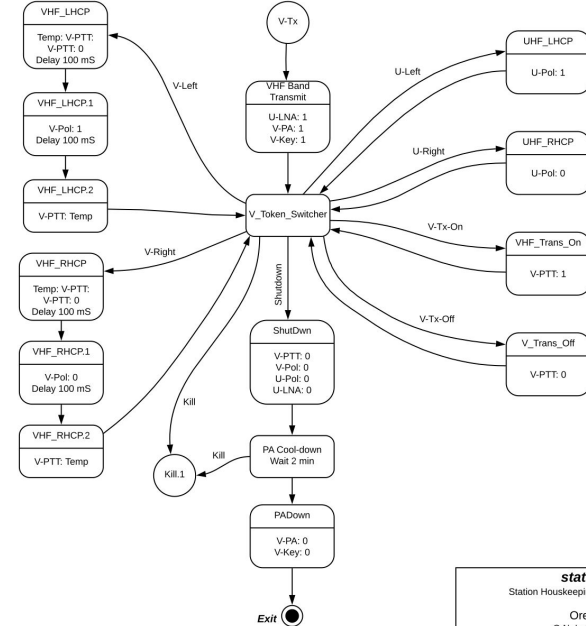 VHF_LHCP
Temp: V-PTT:
V-PTT: 0
Delay 100 mS
VHF_LHCP.1
V-Pol: 1
Delay 100 mS
VHF_LHCP.2
V-PTT: Temp
V-Left
V-Tx
VHF Band
Transmit
U-LNA: 1
V-PA: 1
V-Key: 1
V_Token_Switcher
U-Left
UHF_LHCP
U-Pol: 1
U-Right
UHF_RHCP
U-Pol: 0
V-Tx-On
VHF_Trans_On
V-PTT: 1
V-Tx-Off
V_Trans_Off
V-PTT: 0
V-Right
VHF_RHCP
Temp: V-PTT:
V-PTT: 0
Delay 100 mS
VHF_RHCP.1
V-Pol: 0
Delay 100 mS
VHF_RHCP.2
V-PTT: Temp
Shutdown
ShutDwn
V-PTT: 0
V-Pol: 0
U-Pol: 0
U-LNA: 0
Kill
Kill.1
Kill
PA Cool-down
Wait 2 min
PADown
V-PA: 0
V-Key: 0
Exit
stat
Station Houskeepi
Ore